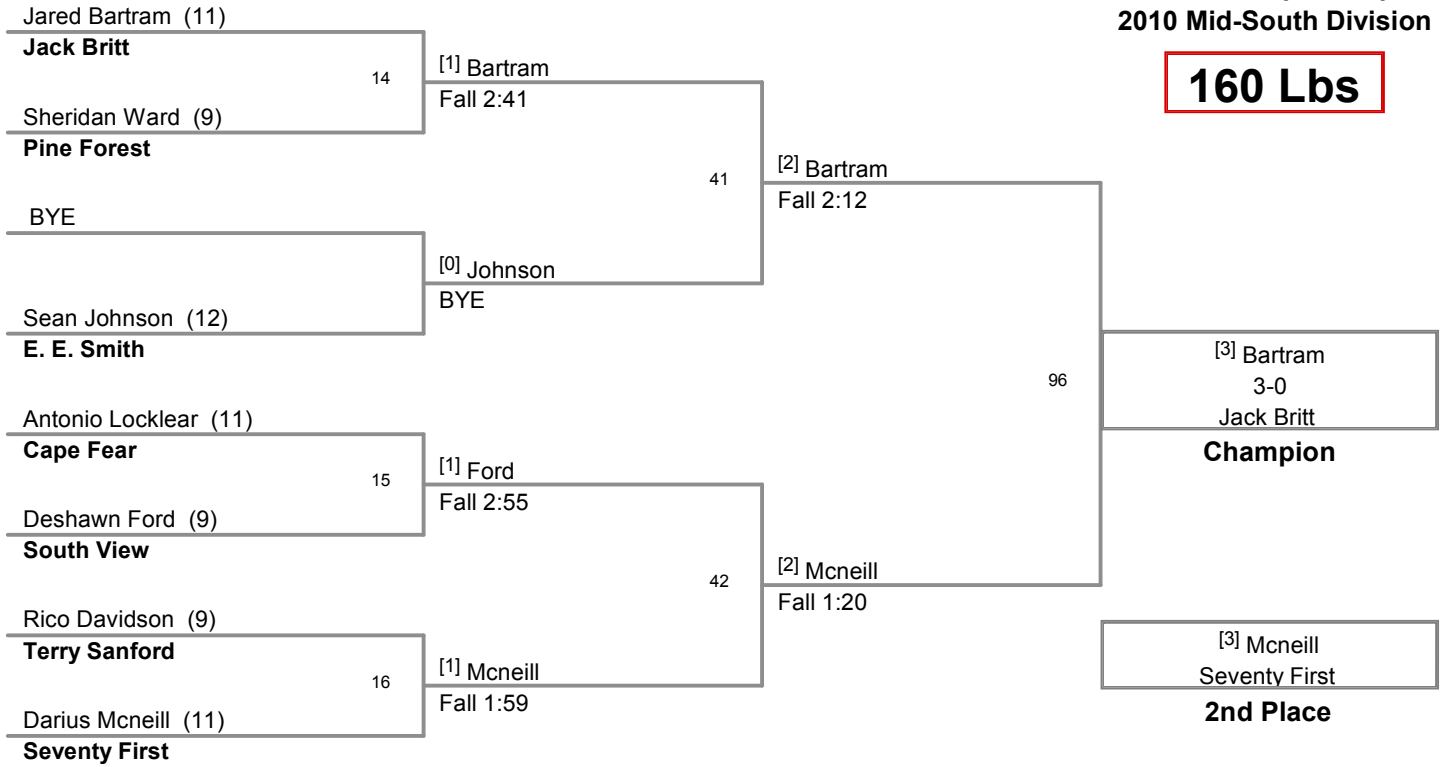 2010 Mid-South Division
160 Lbs
Jared Bartram (11)
Jack Britt
14
Sheridan Ward (9)
Pine Forest
[1] Bartram
Fall 2:41
BYE
Sean Johnson (12)
E. E. Smith
[0] Johnson
BYE
41
[2] Bartram
Fall 2:12
Antonio Locklear (11)
Cape Fear
15
Deshawn Ford (9)
South View
[1] Ford
Fall 2:55
Rico Davidson (9)
Terry Sanford
16
Darius Mcneill (11)
Seventy First
[1] Mcneill
Fall 1:59
42
[2] Mcneill
Fall 1:20
96
[3] Bartram
3-0
Jack Britt
Champion
[3] Mcneill
Seventy First
2nd Place